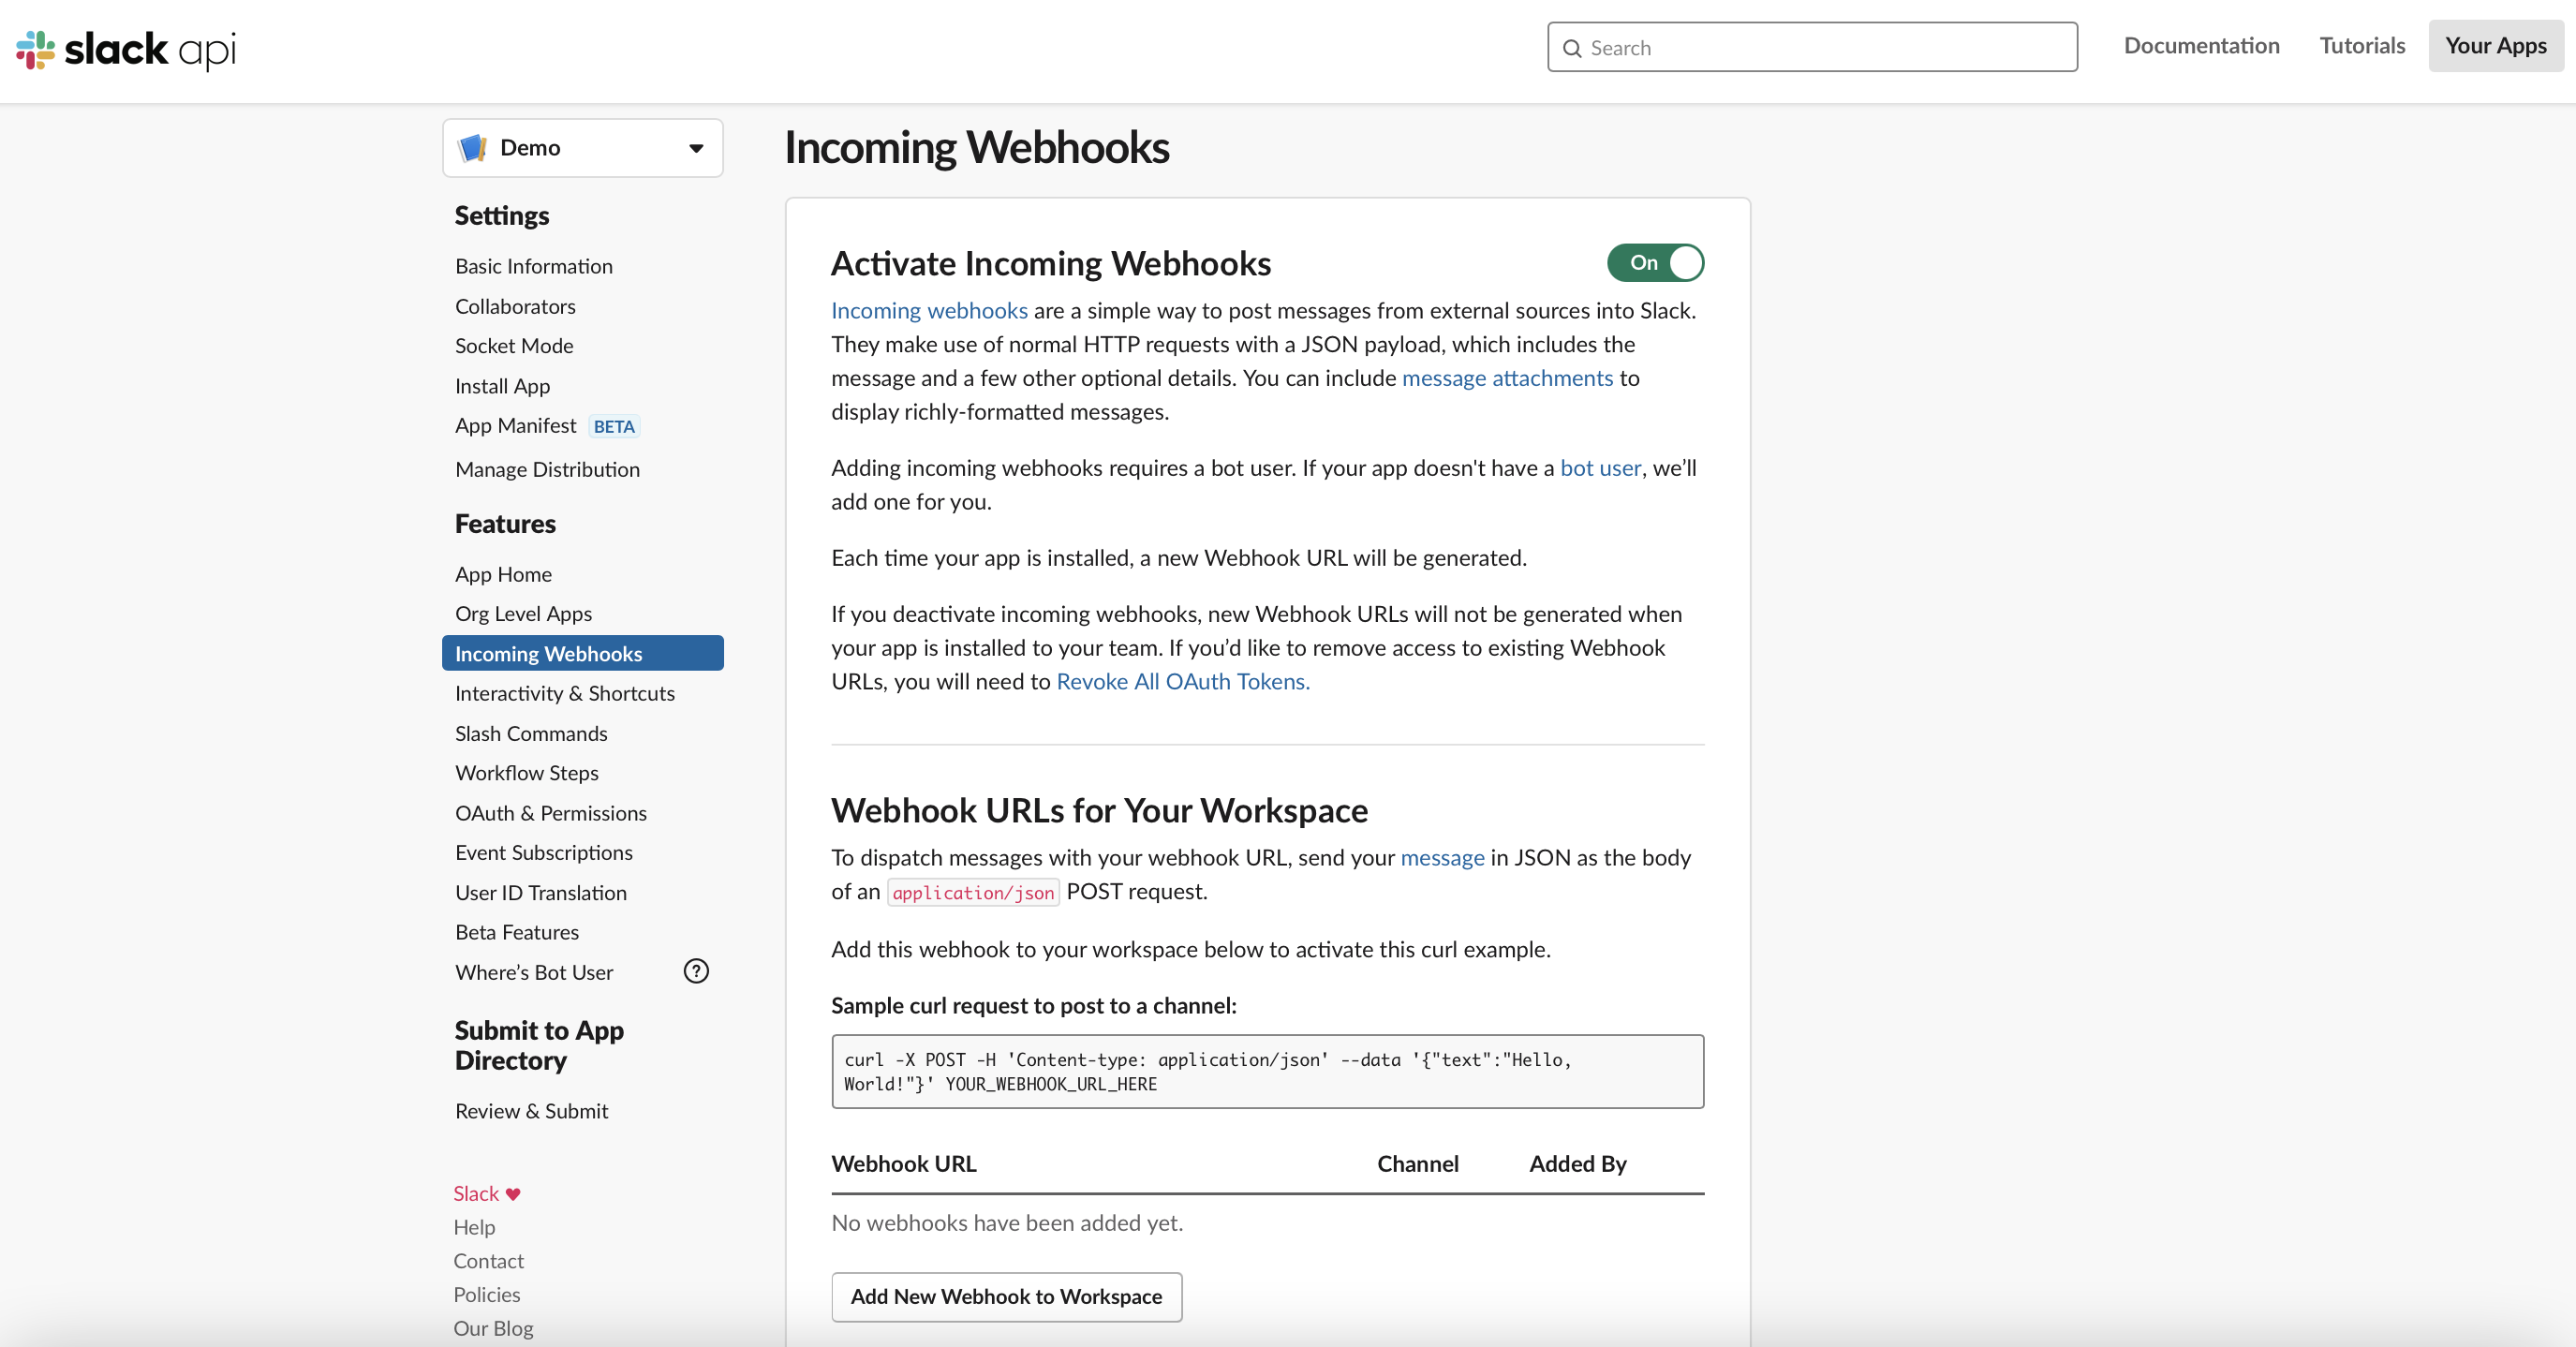 slack api
Search
Documentation
Tutorials
Your Apps
Demo
Settings
Basic Information
Collaborators
Socket Mode
Install App
App Manifest BETA
Manage Distribution
Features
App Home
Org Level Apps
Incoming Webhooks
Interactivity & Shortcuts
Slash Commands
Workflow Steps
OAuth & Permissions
Event Subscriptions
User ID Translation
Beta Features
Where’s Bot User ?
Submit to App
Directory
Review & Submit
Slack ♥
Help
Contact
Policies
Our Blog
Incoming Webhooks
Activate Incoming Webhooks
On
Incoming webhooks are a simple way to post messages from external sources into Slack.
They make use of normal HTTP requests with a JSON payload, which includes the
message and a few other optional details. You can include message attachments to
display richly-formatted messages.
Adding incoming webhooks requires a bot user. If your app doesn't have a bot user, we’ll
add one for you.
Each time your app is installed, a new Webhook URL will be generated.
If you deactivate incoming webhooks, new Webhook URLs will not be generated when
your app is installed to your team. If you’d like to remove access to existing Webhook
URLs, you will need to Revoke All OAuth Tokens.
Webhook URLs for Your Workspace
To dispatch messages with your webhook URL, send your message in JSON as the body
of an application/json POST request.
Add this webhook to your workspace below to activate this curl example.
Sample curl request to post to a channel:
curl -X POST -H 'Content-type: application/json' --data '{"text":"Hello,
World!"}' YOUR_WEBHOOK_URL_HERE
Webhook URL Channel Added By
No webhooks have been added yet.
Add New Webhook to Workspace